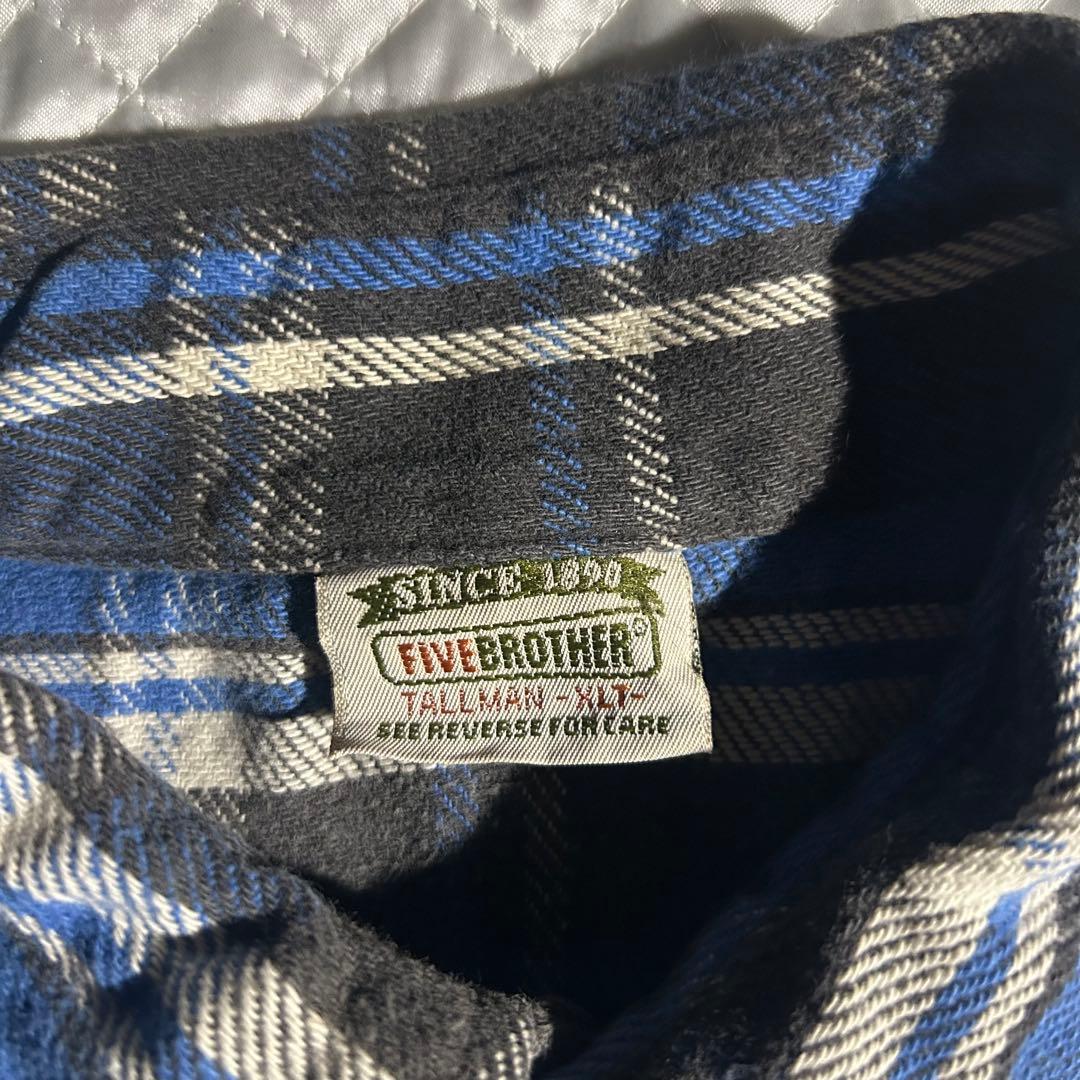 SINCE 1890
FIVEBROTHER®
TALLMAN -XLT-
SEE REVERSE FOR CARE